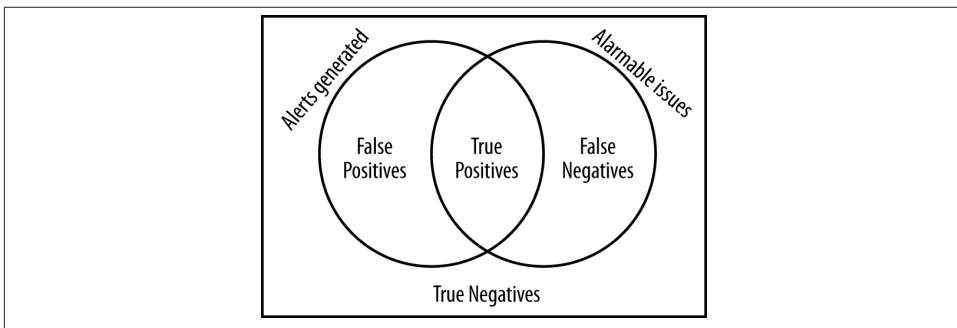 Alerts generated
Alarmable issues
False
Positives
True
Positives
False
Negatives
True Negatives